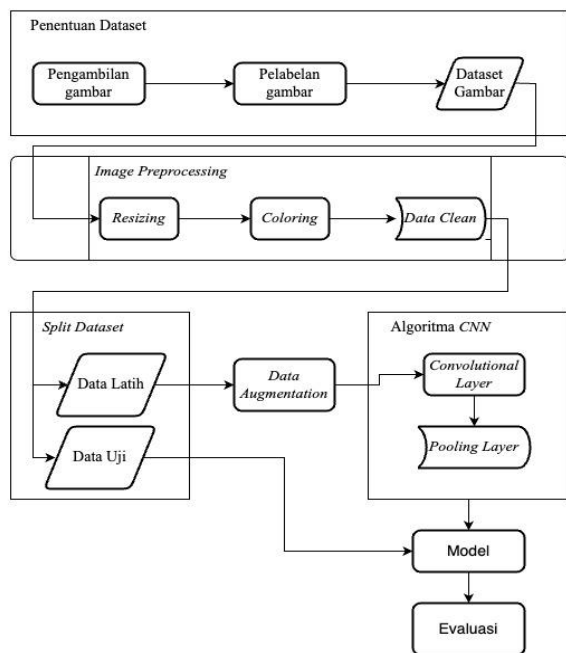 Penentuan Dataset
Pengambilan
gambar
Pelabelan
gambar
Dataset
Gambar
Image Preprocessing
Resizing
Coloring
Data Clean
Split Dataset
Data Latih
Data Uji
Data
Augmentation
Algoritma CNN
Convolutional
Layer
Pooling Layer
Model
Evaluasi